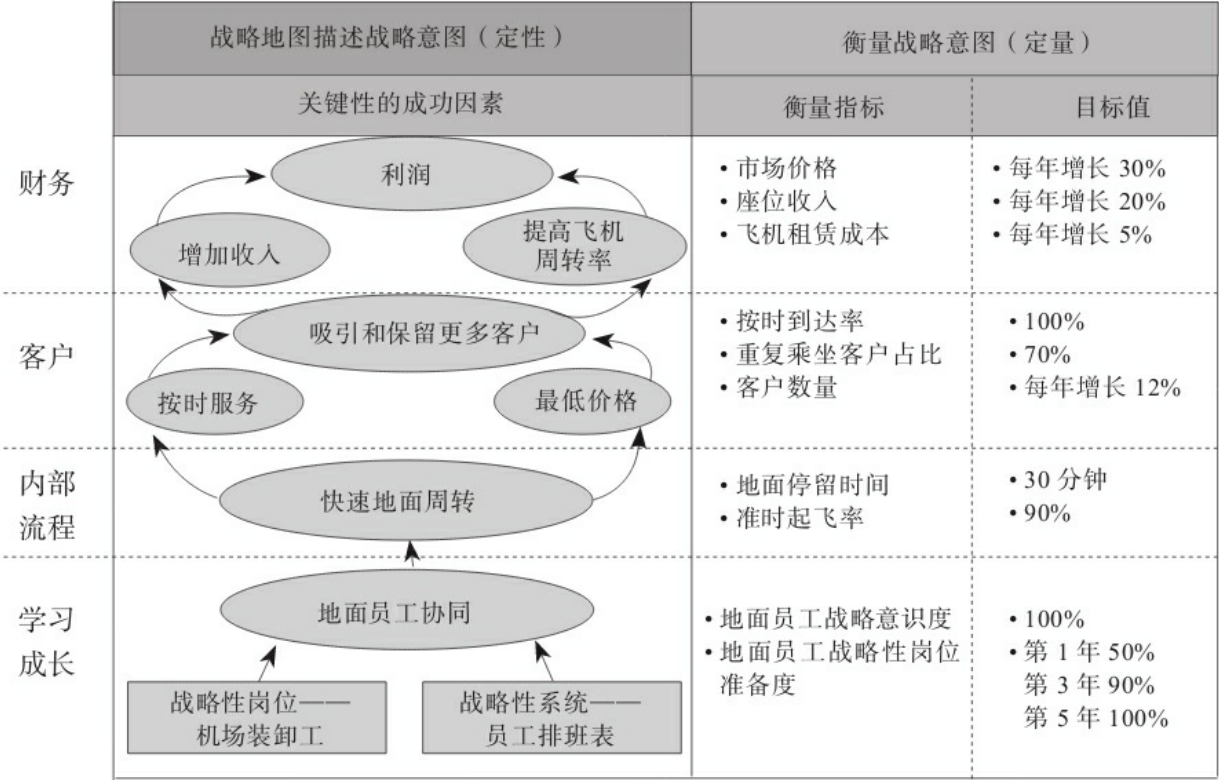 战略地图描述战略意图（定性）
衡量战略意图（定量）
关键性的成功因素
衡量指标
目标值
财务
利润
增加收入
提高飞机
周转率
• 市场价格
• 座位收入
• 飞机租赁成本
• 每年增长 30%
• 每年增长 20%
• 每年增长 5%
客户
吸引和保留更多客户
按时服务
最低价格
• 按时到达率
• 重复乘坐客户占比
• 客户数量
• 100%
• 70%
• 每年增长 12%
内部
流程
快速地面周转
• 地面停留时间
• 准时起飞率
• 30 分钟
• 90%
学习
成长
地面员工协同
战略性岗位——
机场装卸工
战略性系统——
员工排班表
• 地面员工战略意识度
• 地面员工战略性岗位
准备度
• 100%
• 第 1 年 50%
第 3 年 90%
第 5 年 100%